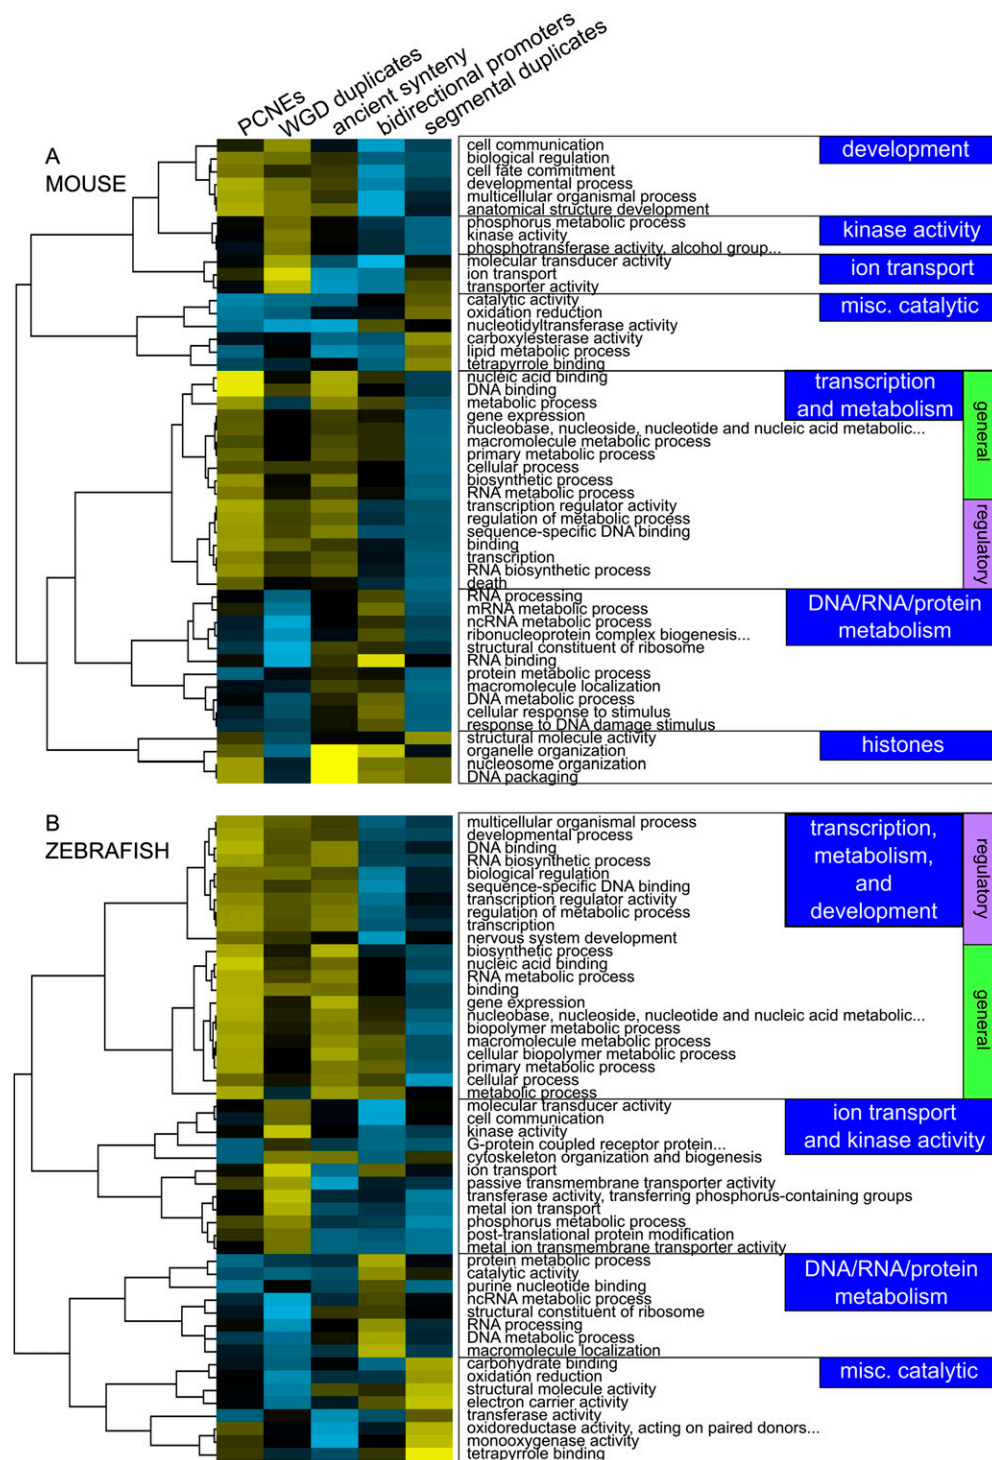 PCNEs
WGD duplicates
ancient synteny
bidirectional promoters
segmental duplicates
A
MOUSE
cell communication
biological regulation
cell fate commitment
developmental process
multicellular organismal process
anatomical structure development
development
phosphorus metabolic process
kinase activity
phosphotransferase activity, alcohol group...
kinase activity
molecular transducer activity
ion transport
transporter activity
ion transport
catalytic activity
oxidation reduction
nucleotidyltransferase activity
carboxylesterase activity
lipid metabolic process
tetrapyrrole binding
misc. catalytic
nucleic acid binding
DNA binding
metabolic process
gene expression
nucleobase, nucleoside, nucleotide and nucleic acid metabolic...
macromolecule metabolic process
primary metabolic process
cellular process
biosynthetic process
RNA metabolic process
transcription regulator activity
regulation of metabolic process
sequence-specific DNA binding
binding
transcription
RNA biosynthetic process
death
transcription
and metabolism
general
regulatory
RNA processing
mRNA metabolic process
ncRNA metabolic process
ribonucleoprotein complex biogenesis...
structural constituent of ribosome
RNA binding
protein metabolic process
macromolecule localization
DNA metabolic process
cellular response to stimulus
response to DNA damage stimulus
DNA/RNA/protein
metabolism
structural molecule activity
organelle organization
nucleosome organization
DNA packaging
histones
B
ZEBRAFISH
multicellular organismal process
developmental process
DNA binding
RNA biosynthetic process
biological regulation
sequence-specific DNA binding
transcription regulator activity
regulation of metabolic process
transcription
nervous system development
biosynthetic process
nucleic acid binding
RNA metabolic process
binding
gene expression
nucleobase, nucleoside, nucleotide and nucleic acid metabolic...
biopolymer metabolic process
macromolecule metabolic process
cellular biopolymer metabolic process
primary metabolic process
cellular process
metabolic process
transcription,
metabolism,
and
development
regulatory
general
molecular transducer activity
cell communication
kinase activity
G-protein coupled receptor protein...
cytoskeleton organization and biogenesis
ion transport
passive transmembrane transporter activity
transferase activity, transferring phosphorus-containing groups
metal ion transport
phosphorus metabolic process
post-translational protein modification
metal ion transmembrane transporter activity
ion transport
and kinase activity
protein metabolic process
catalytic activity
purine nucleotide binding
ncRNA metabolic process
structural constituent of ribosome
RNA processing
DNA metabolic process
macromolecule localization
DNA/RNA/protein
metabolism
carbohydrate binding
oxidation reduction
structural molecule activity
electron carrier activity
transferase activity
oxidoreductase activity, acting on paired donors...
monooxygenase activity
tetrapyrrole binding
misc. catalytic